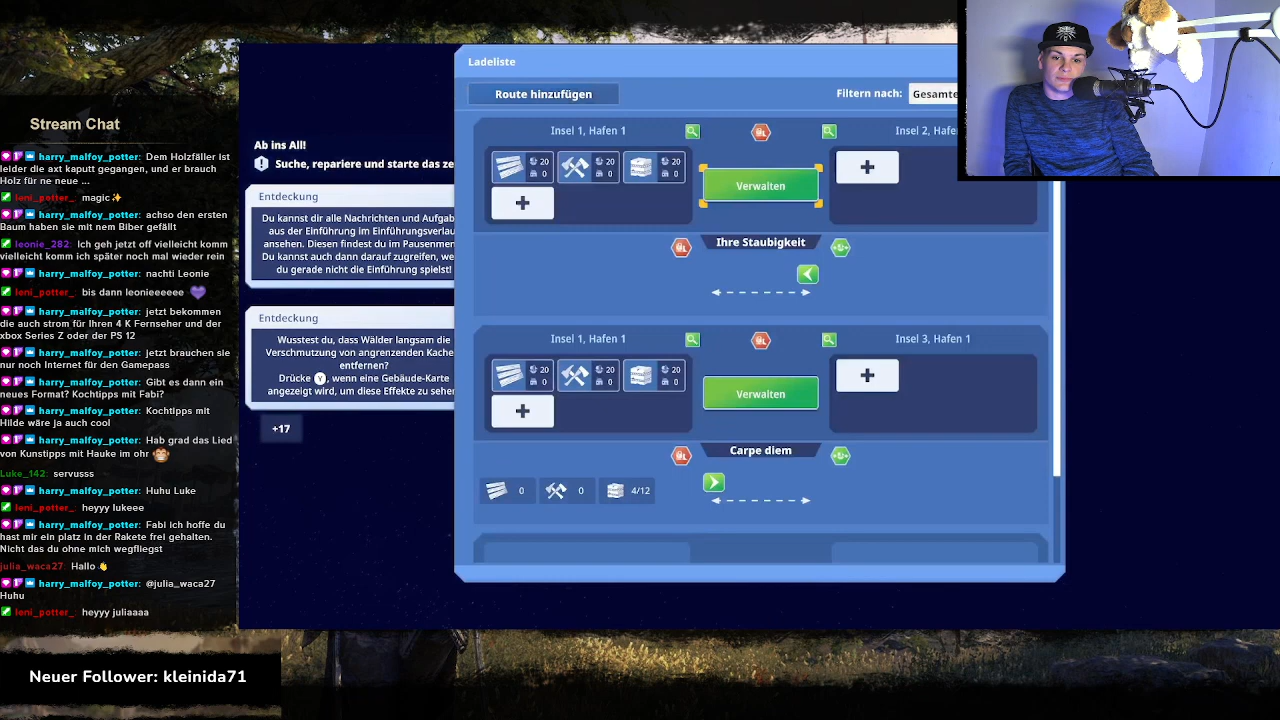 Stream Chat
harry_malfoy_potter: Dem Holzfäller ist
leider die axt kaputt gegangen, und er brauch
Holz für ne neue ...
leni_potter_: magic
harry_malfoy_potter: achso den ersten
Baum haben sie mit nem Biber gefällt
leonie_282: Ich geh jetzt off vielleicht komm
vielleicht komm ich später noch mal wieder rein
harry_malfoy_potter: nachti Leonie
leni_potter_: bis dann leonieeeeee
harry_malfoy_potter: jetzt bekommen
die auch strom für Ihren 4 K Fernseher und der
xbox Series Z oder der PS 12
harry_malfoy_potter: jetzt brauchen sie
nur noch Internet für den Gamepass
harry_malfoy_potter: Gibt es dann ein
neues Format? Kochtipps mit Fabi?
harry_malfoy_potter: Kochtipps mit
Hilde wäre ja auch cool
harry_malfoy_potter: Hab grad das Lied
von Kunstipps mit Hauke im ohr
Luke_142: servusss
harry_malfoy_potter: Huhu Luke
leni_potter_: heyyy lukeee
harry_malfoy_potter: Fabi ich hoffe du
hast mir ein platz in der Rakete frei gehalten.
Nicht das du ohne mich wegfliegst
julia_waca27: Hallo
harry_malfoy_potter: @julia_waca27
Huhu
leni_potter_: heyyy juliaaaa
Neuer Follower: kleinida71
Ab ins All!
Suche, repariere und starte das ze
Entdeckung
Du kannst dir alle Nachrichten und Aufgab
aus der Einführung im Einführungsverlau
ansehen. Diesen findest du im Pausenmen
Du kannst auch dann darauf zugreifen, we
du gerade nicht die Einführung spielst!
Entdeckung
Wusstest du, dass Wälder langsam die
Verschmutzung von angrenzenden Kache
entfernen?
Drücke Y, wenn eine Gebäude-Karte
angezeigt wird, um diese Effekte zu sehe
+17
Ladeliste
Route hinzufügen
Filtern nach: Gesamte
Insel 1, Hafen 1
Insel 2, Hafe
20 20 20
0 0 0
+
+
Verwalten
Ihre Staubigkeit
Insel 1, Hafen 1
Insel 3, Hafen 1
20 20 20
0 0 0
+
+
Verwalten
Carpe diem
0 0 4/12